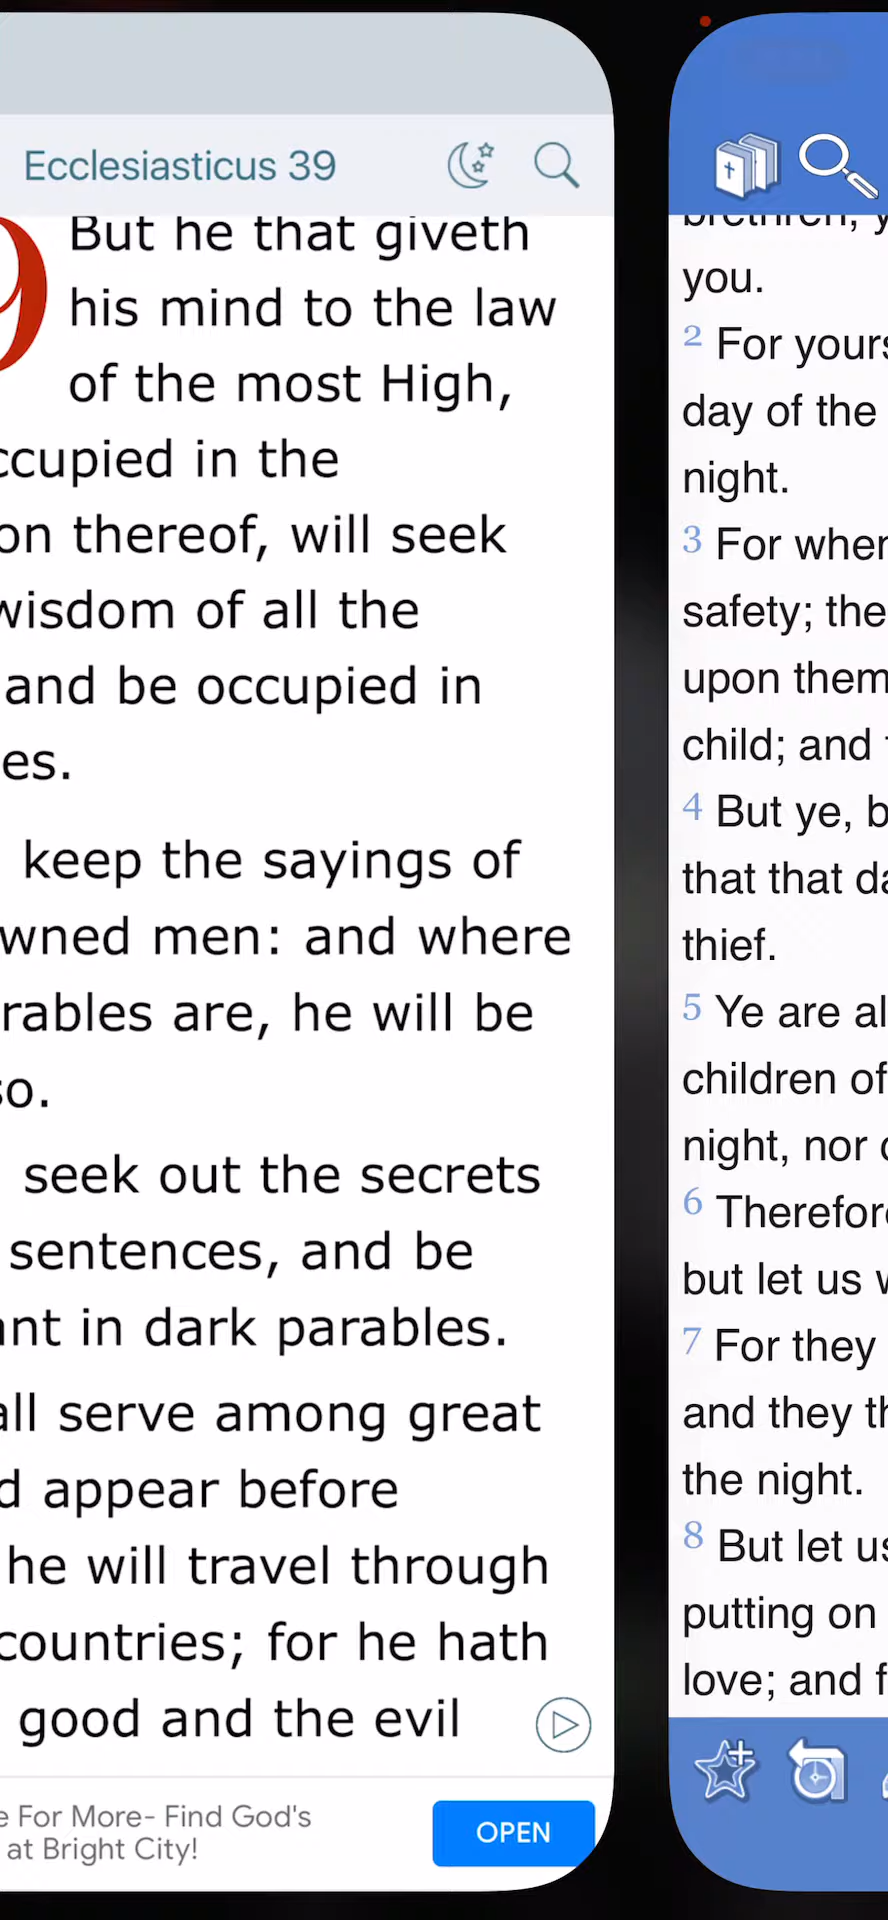 Ecclesiasticus 39
9 But he that giveth
his mind to the law
of the most High,
ccupied in the
on thereof, will seek
wisdom of all the
and be occupied in
es.
keep the sayings of
wned men: and where
rables are, he will be
so.
seek out the secrets
sentences, and be
ant in dark parables.
all serve among great
d appear before
he will travel through
countries; for he hath
good and the evil
e For More- Find God's
at Bright City!
OPEN
brethren, y
you.
2 For yours
day of the
night.
3 For when
safety; the
upon them
child; and
4 But ye, b
that that da
thief.
5 Ye are al
children of
night, nor
6 Therefore
but let us w
7 For they
and they th
the night.
8 But let us
putting on
love; and f